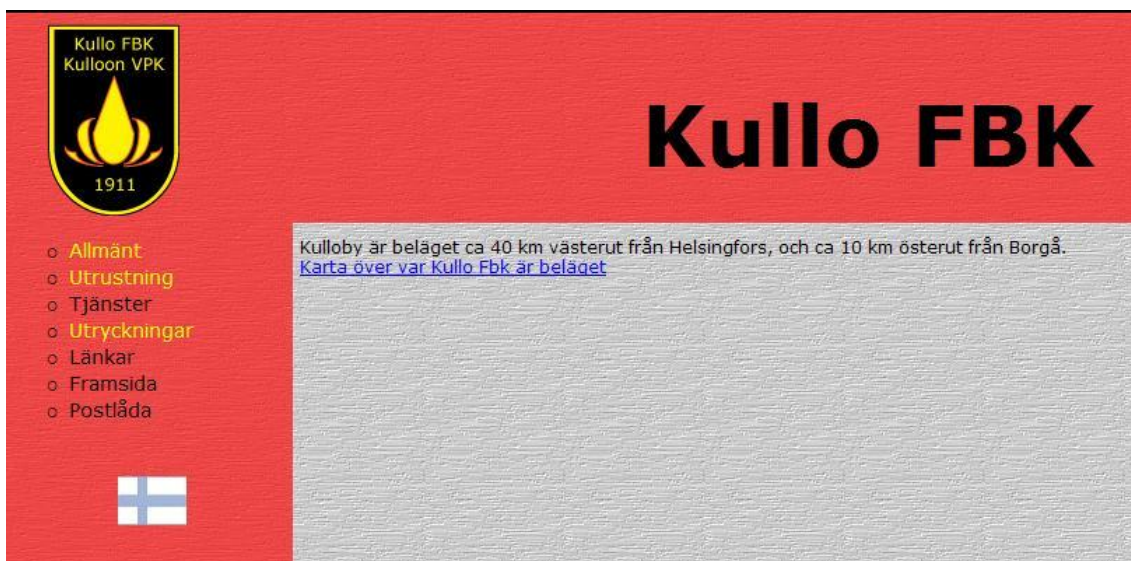 Kullo FBK
Kulloon VPK
1911
Kullo FBK
Allmänt
Utrustning
Tjänster
Utryckningar
Länkar
Framsida
Postlåda
Kulloby är beläget ca 40 km västerut från Helsingfors, och ca 10 km österut från Borgå.
Karta över var Kullo Fbk är beläget